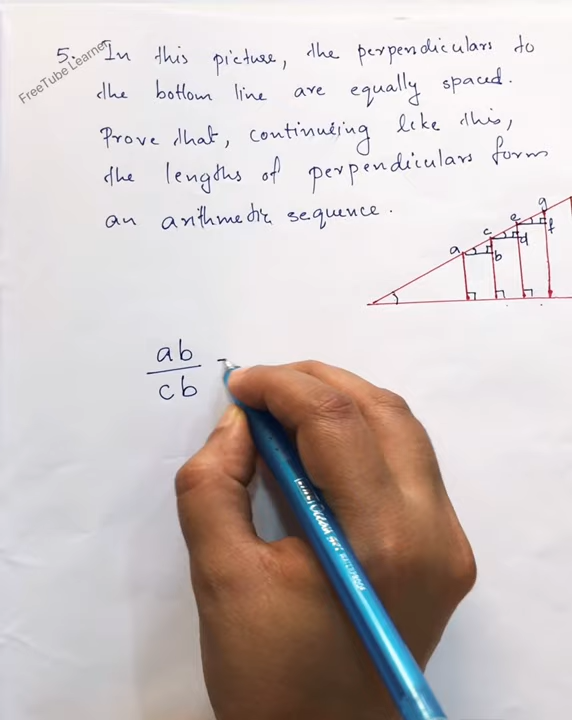 5. In this picture, the perpendiculars to
FreeTube Learner
the bottom line are equally spaced.
Prove that, continuing like this,
the lengths of perpendiculars form
an arithmetic sequence.
g
e
f
c
d
a
b
ab
cb